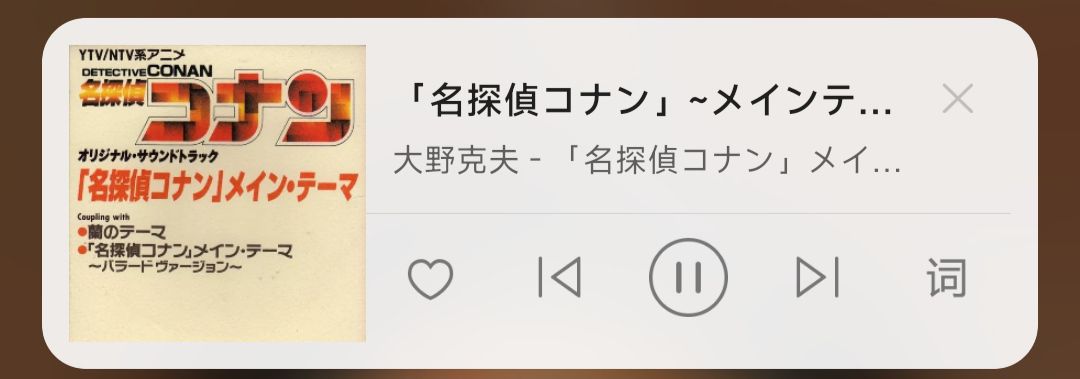 YTV/NTV系アニメ
DETECTIVE CONAN
名探偵コナン
オリジナル・サウンドトラック
「名探偵コナン」メイン・テーマ
Coupling with
●蘭のテーマ
●「名探偵コナン」メイン・テーマ
〜バラードヴァージョン〜
「名探偵コナン」~メインテ...
大野克夫 - 「名探偵コナン」メイ...
词